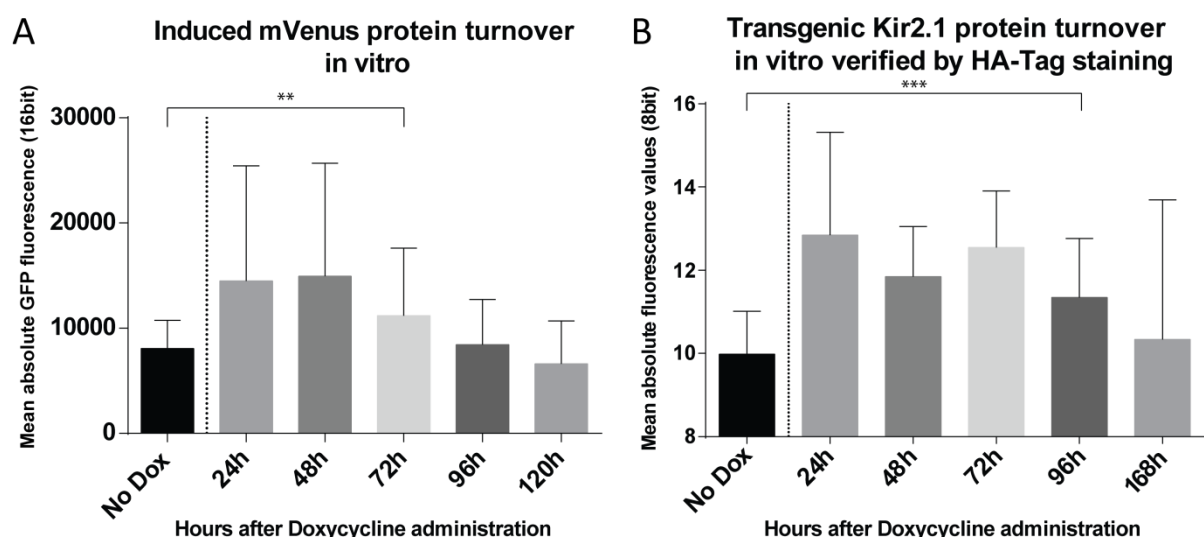 A
Induced mVenus protein turnover
in vitro
Mean absolute GFP fluorescence (16bit)
30000
20000
10000
0
**
No Dox
24h
48h
72h
96h
120h
Hours after Doxycycline administration
B
Transgenic Kir2.1 protein turnover
in vitro verified by HA-Tag staining
Mean absolute fluorescence values (8bit)
16
14
12
10
8
***
No Dox
24h
48h
72h
96h
168h
Hours after Doxycycline administration